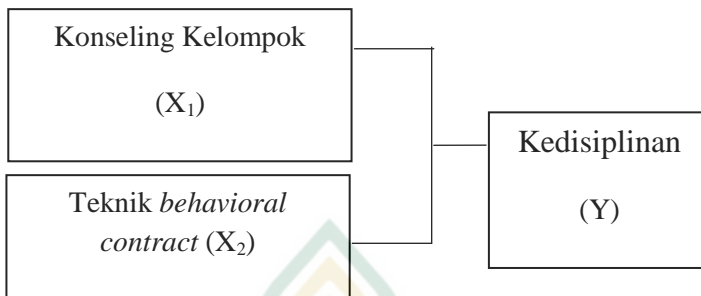 Konseling Kelompok
(X₁)
Kedisiplinan
(Y)
Teknik behavioral
contract (X₂)